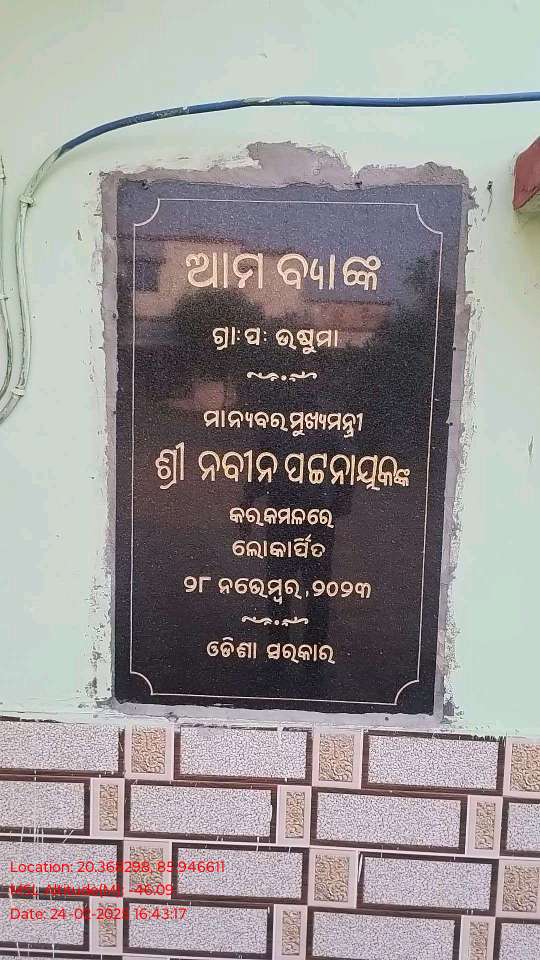 ଆମ ବ୍ୟାଙ୍କ
ଗ୍ରା:ପ: ଉଷୁମା
ମାନ୍ୟବର ମୁଖ୍ୟମନ୍ତ୍ରୀ
ଶ୍ରୀ ନବୀନ ପଟ୍ଟନାୟକଙ୍କ
କରକମଳରେ
ଲୋକାର୍ପିତ
୨୮ ନଭେମ୍ବର ,୨୦୨୩
ଓଡିଶା ସରକାର
Location: 20.368298, 85.946611
MSL Altitude(M): -46.09
Date: 24-02-2024 16:43:17